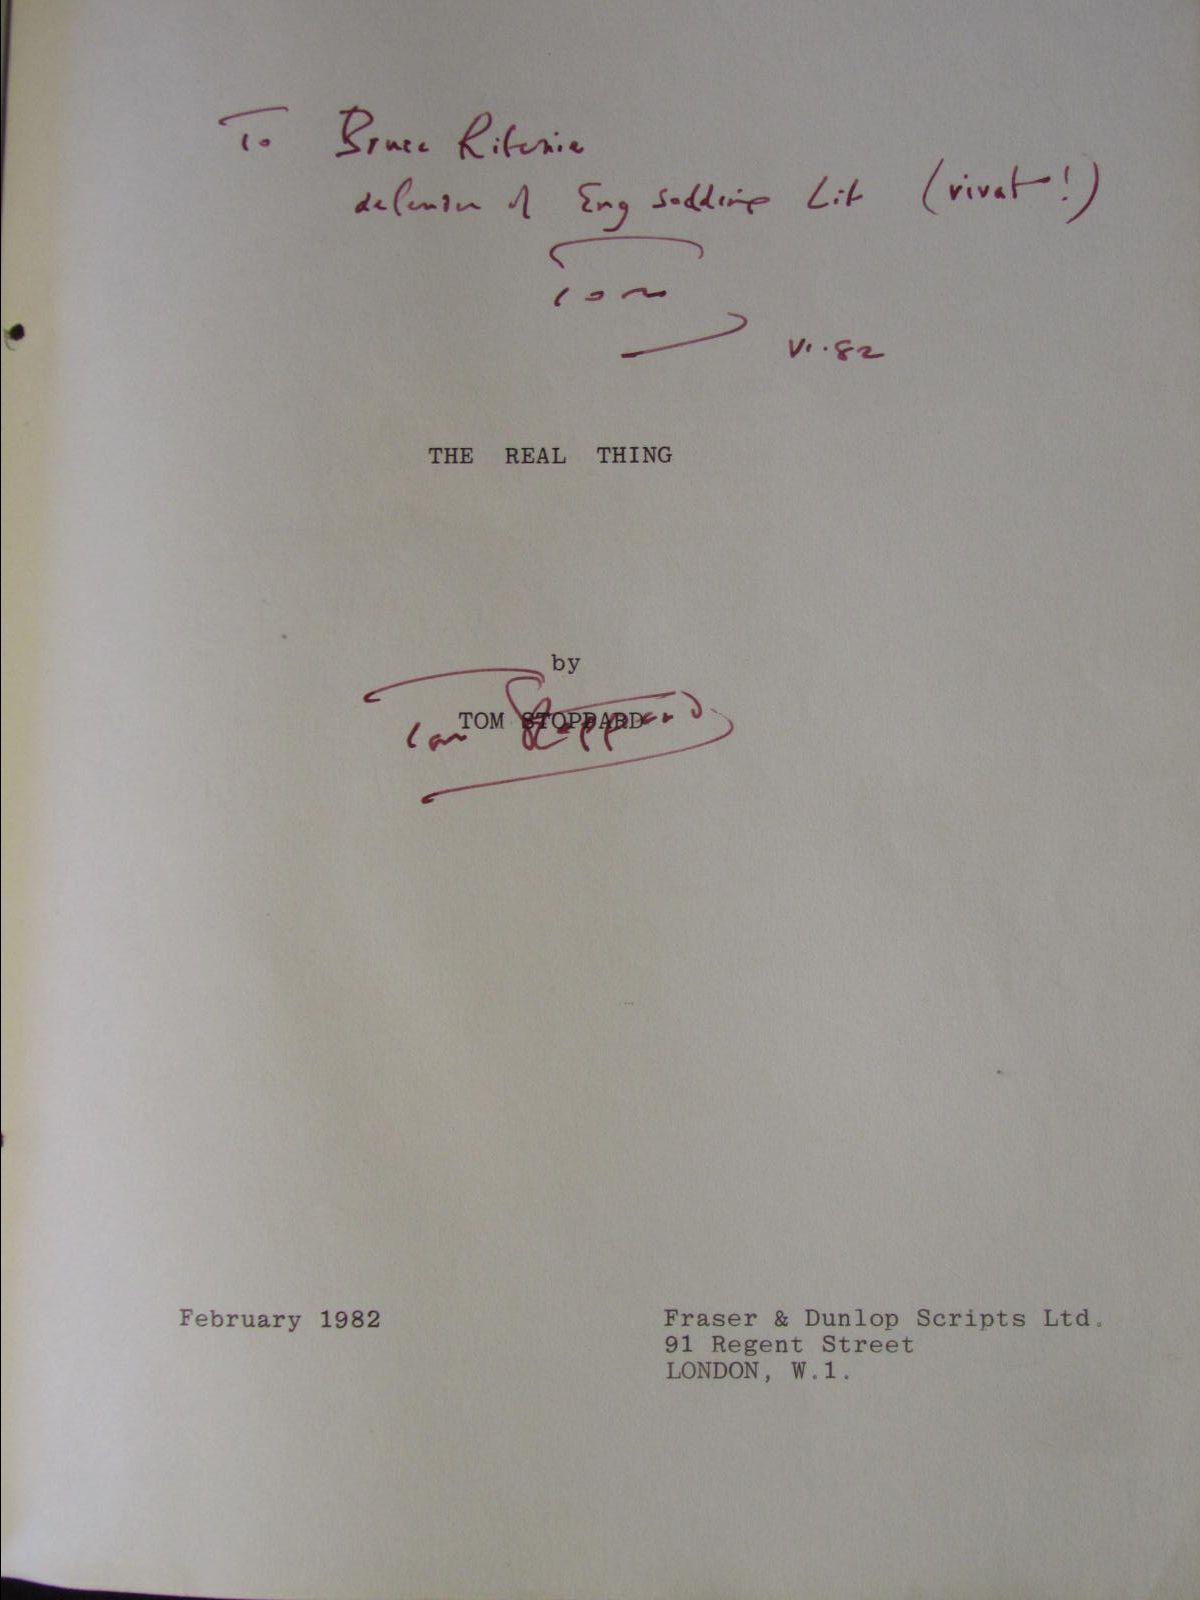 To Bruce Ritchie
defender of Eng Sodding Lit (vivat!)
Tom
VI.82
THE REAL THING
by
TOM STOPPARD
Tom Stoppard
February 1982
Fraser & Dunlop Scripts Ltd.
91 Regent Street
LONDON, W.1.